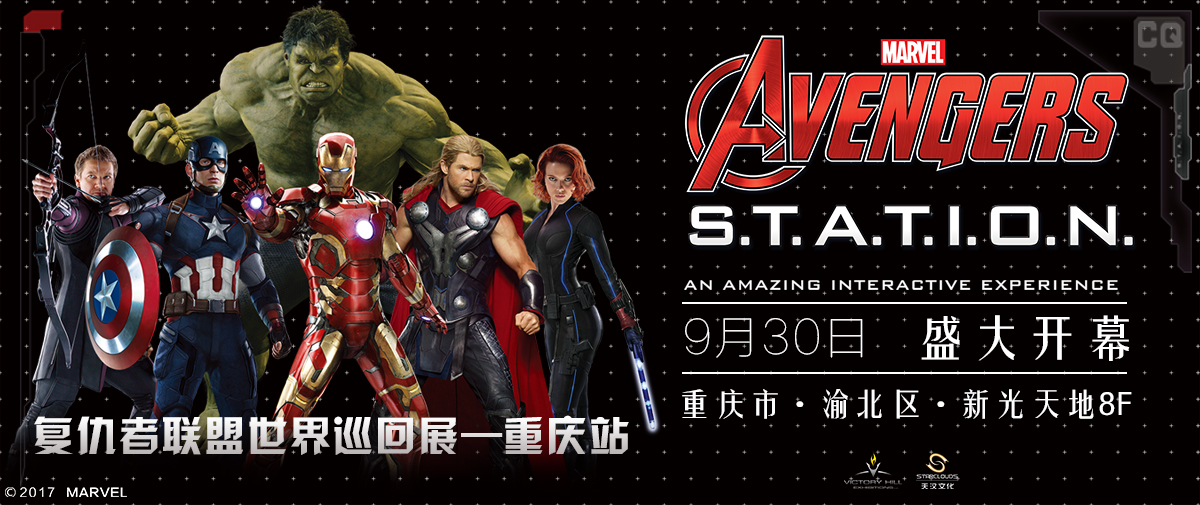 CQ
MARVEL
AVENGERS
S.T.A.T.I.O.N.
AN AMAZING INTERACTIVE EXPERIENCE
9月30日 盛大开幕
重庆市·渝北区·新光天地8F
复仇者联盟世界巡回展—重庆站
VICTORY HILL
EXHIBITIONS
STARCLOUDS
天汉文化
©2017 MARVEL